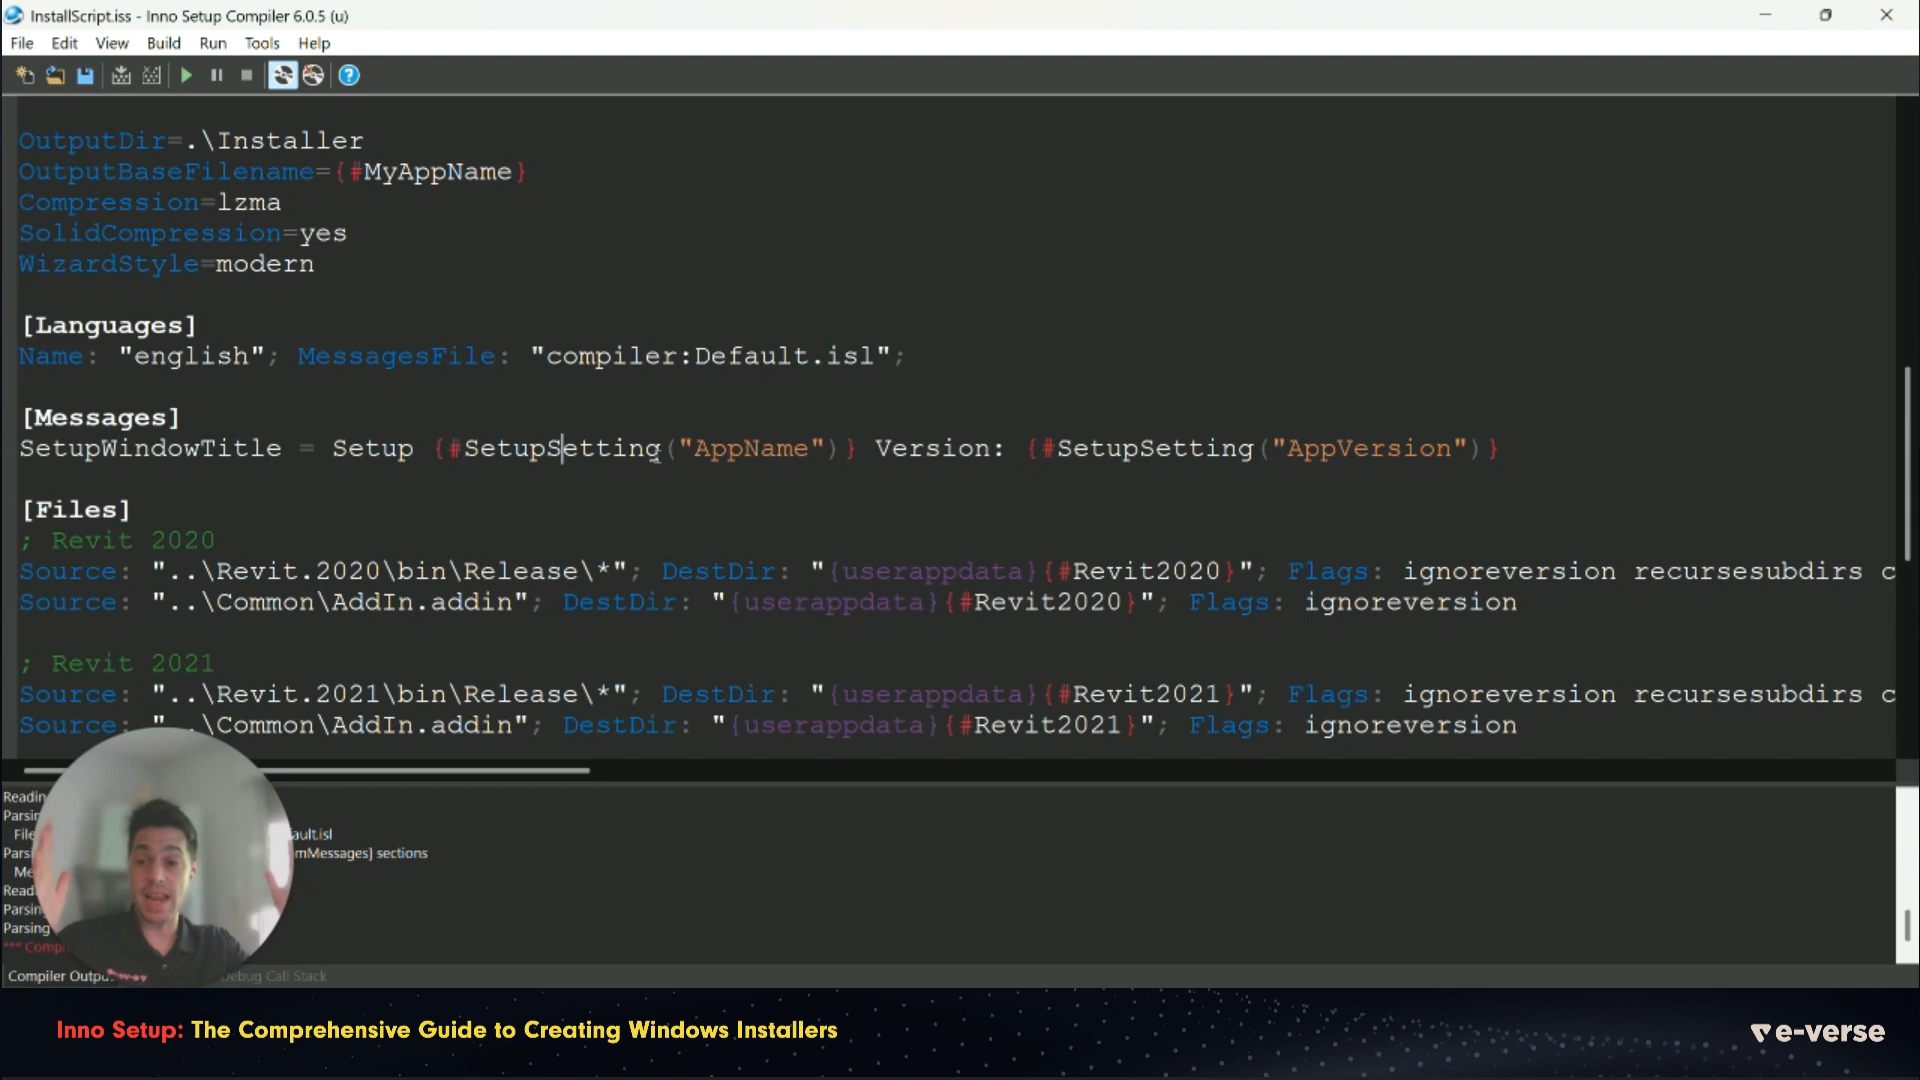 InstallScript.iss - Inno Setup Compiler 6.0.5 (u)
File Edit View Build Run Tools Help
OutputDir=.\Installer
OutputBaseFilename={#MyAppName}
Compression=lzma
SolidCompression=yes
WizardStyle=modern
[Languages]
Name: "english"; MessagesFile: "compiler:Default.isl";
[Messages]
SetupWindowTitle = Setup {#SetupSetting("AppName")} Version: {#SetupSetting("AppVersion")}
[Files]
; Revit 2020
Source: "..\Revit.2020\bin\Release\*"; DestDir: "{userappdata}{#Revit2020}"; Flags: ignoreversion recursesubdirs c
Source: "..\Common\AddIn.addin"; DestDir: "{userappdata}{#Revit2020}"; Flags: ignoreversion
; Revit 2021
Source: "..\Revit.2021\bin\Release\*"; DestDir: "{userappdata}{#Revit2021}"; Flags: ignoreversion recursesubdirs c
Source: "..\Common\AddIn.addin"; DestDir: "{userappdata}{#Revit2021}"; Flags: ignoreversion
Parsing
sections
Compiler Debug Call Stack
Inno Setup: The Comprehensive Guide to Creating Windows Installers
e-verse